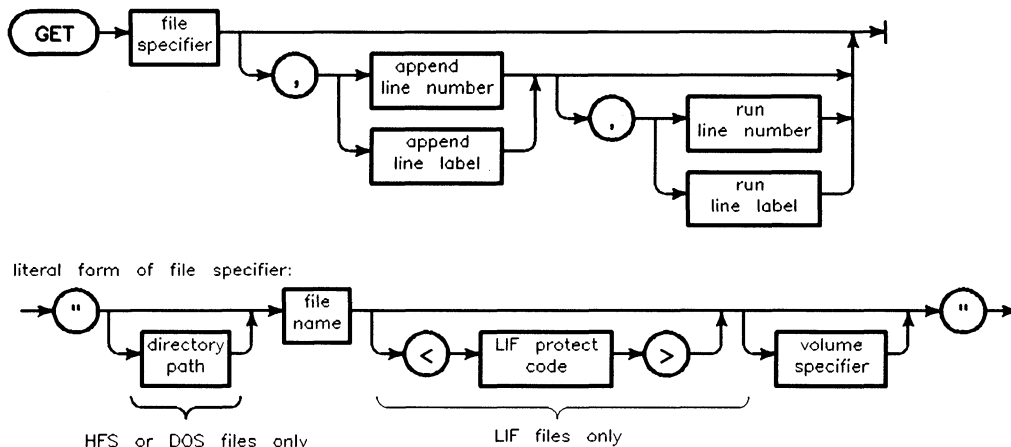 GET
file
specifier
,
append
line number
append
line label
,
run
line number
run
line label
literal form of file specifier:
"
directory
path
file
name
<
LIF protect
code
>
volume
specifier
"
HFS or DOS files only
LIF files only